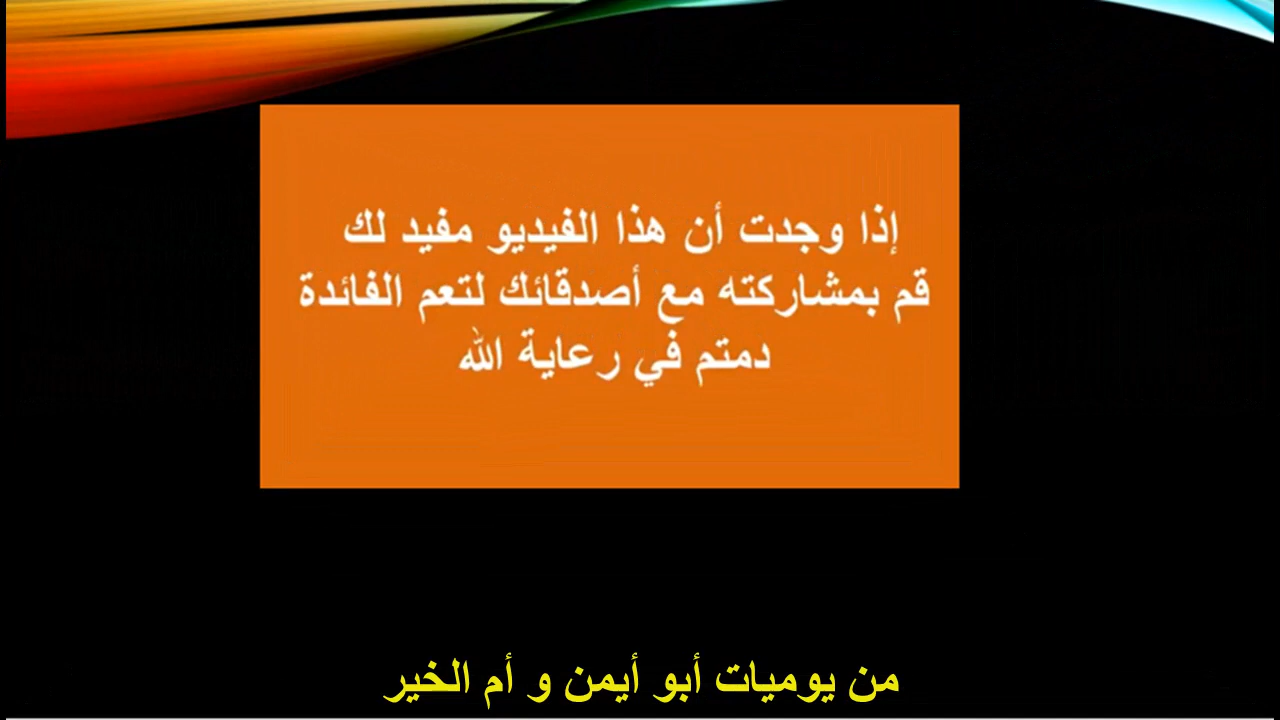 إذا وجدت أن هذا الفيديو مفيد لك
قم بمشاركته مع أصدقائك لتعم الفائدة
دمتم في رعاية الله
من يوميات أبو أيمن و أم الخير